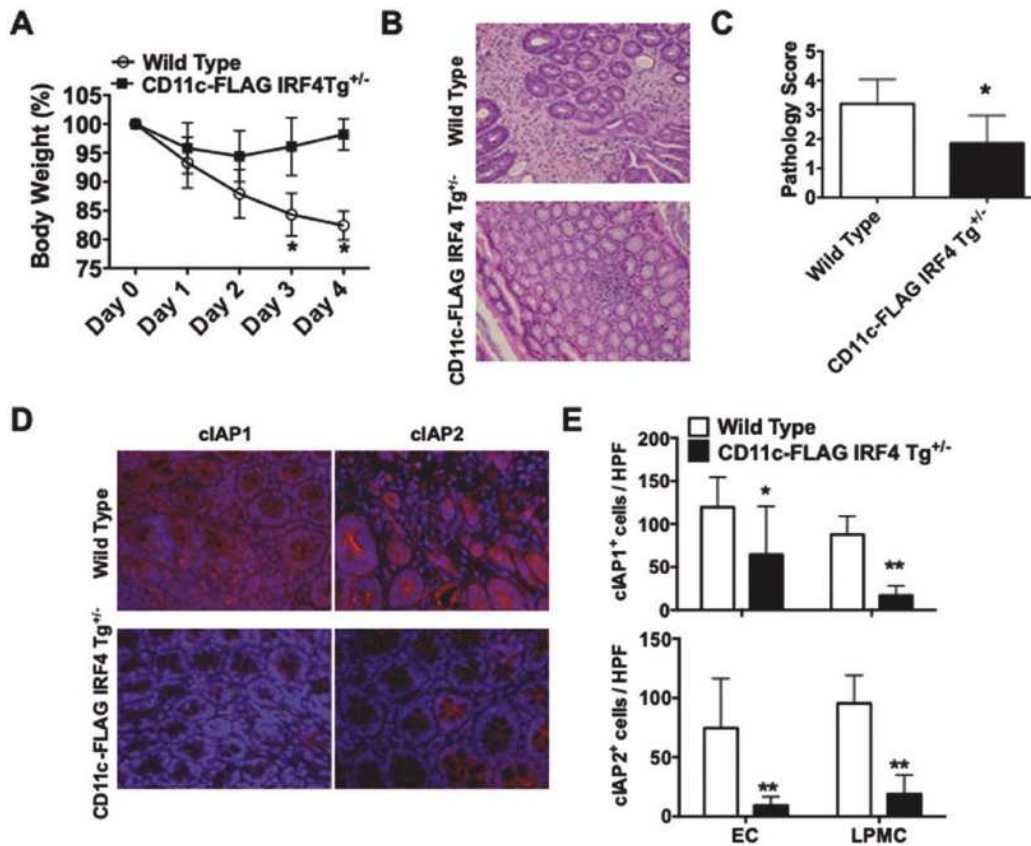 A
Wild Type
CD11c-FLAG IRF4Tg+/-
Body Weight (%)
105
100
95
90
85
80
75
*
*
Day 0
Day 1
Day 2
Day 3
Day 4
B
Wild Type
CD11c-FLAG IRF4 Tg+/-
C
Pathology Score
5
4
3
2
1
0
*
Wild Type
CD11c-FLAG IRF4 Tg+/-
D
cIAP1
cIAP2
Wild Type
CD11c-FLAG IRF4 Tg+/-
E
Wild Type
CD11c-FLAG IRF4 Tg+/-
cIAP1+ cells / HPF
200
150
100
50
0
*
**
cIAP2+ cells / HPF
150
100
50
0
**
**
EC
LPMC